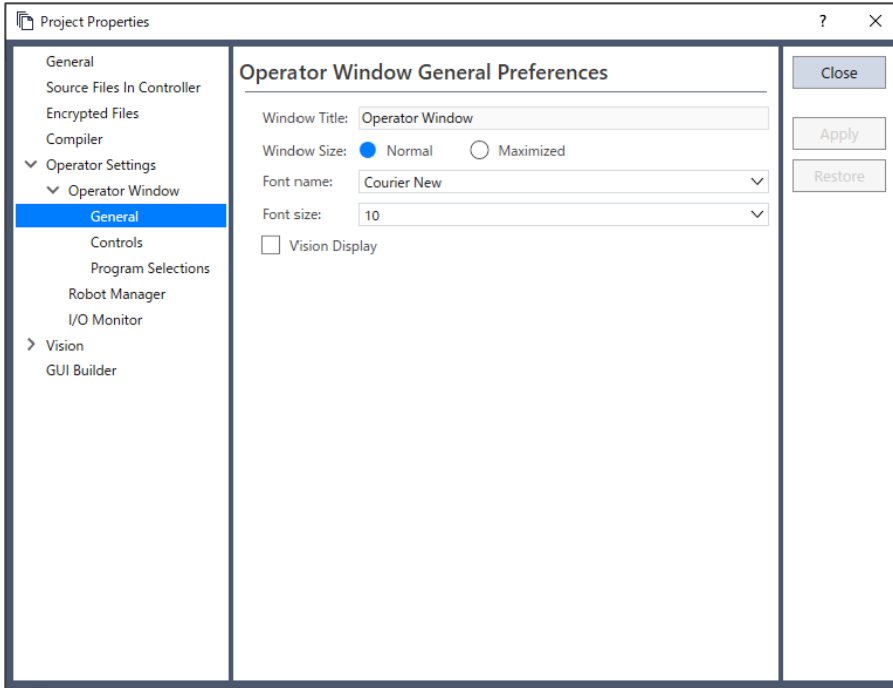 Project Properties
?
General
Source Files In Controller
Encrypted Files
Compiler
Operator Settings
Operator Window
General
Controls
Program Selections
Robot Manager
I/O Monitor
Vision
GUI Builder
Operator Window General Preferences
Window Title: Operator Window
Window Size: Normal Maximized
Font name: Courier New
Font size: 10
Vision Display
Close
Apply
Restore